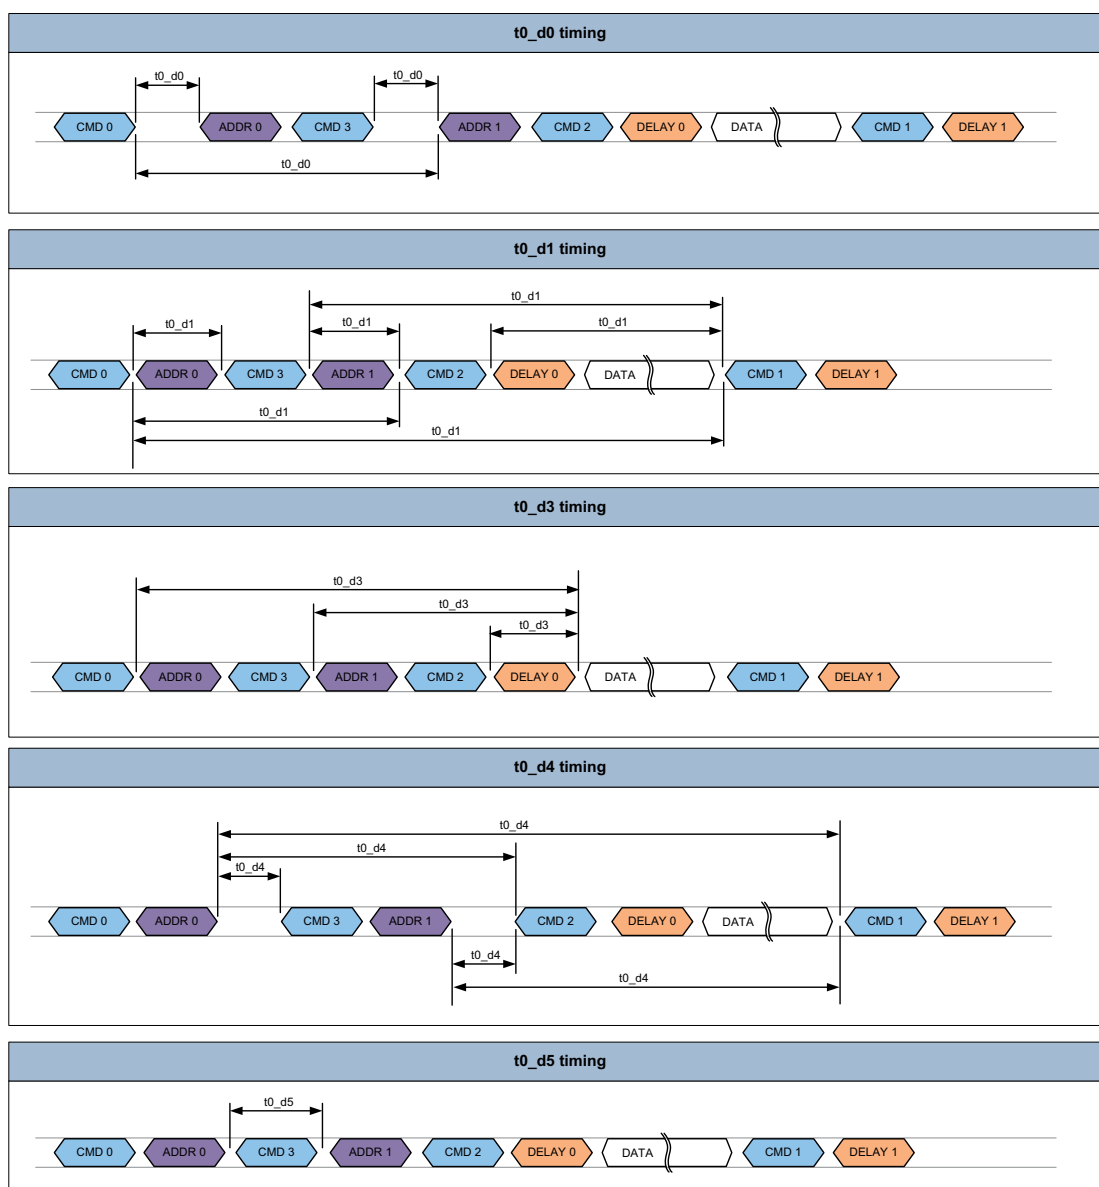 t0_d0 timing
t0_d0 t0_d0
CMD 0 ADDR 0 CMD 3 ADDR 1 CMD 2 DELAY 0 DATA CMD 1 DELAY 1
t0_d0
t0_d1 timing
t0_d1
t0_d1 t0_d1 t0_d1
CMD 0 ADDR 0 CMD 3 ADDR 1 CMD 2 DELAY 0 DATA CMD 1 DELAY 1
t0_d1
t0_d1
t0_d3 timing
t0_d3
t0_d3
t0_d3
CMD 0 ADDR 0 CMD 3 ADDR 1 CMD 2 DELAY 0 DATA CMD 1 DELAY 1
t0_d4 timing
t0_d4
t0_d4
t0_d4
CMD 0 ADDR 0 CMD 3 ADDR 1 CMD 2 DELAY 0 DATA CMD 1 DELAY 1
t0_d4
t0_d4
t0_d5 timing
t0_d5
CMD 0 ADDR 0 CMD 3 ADDR 1 CMD 2 DELAY 0 DATA CMD 1 DELAY 1